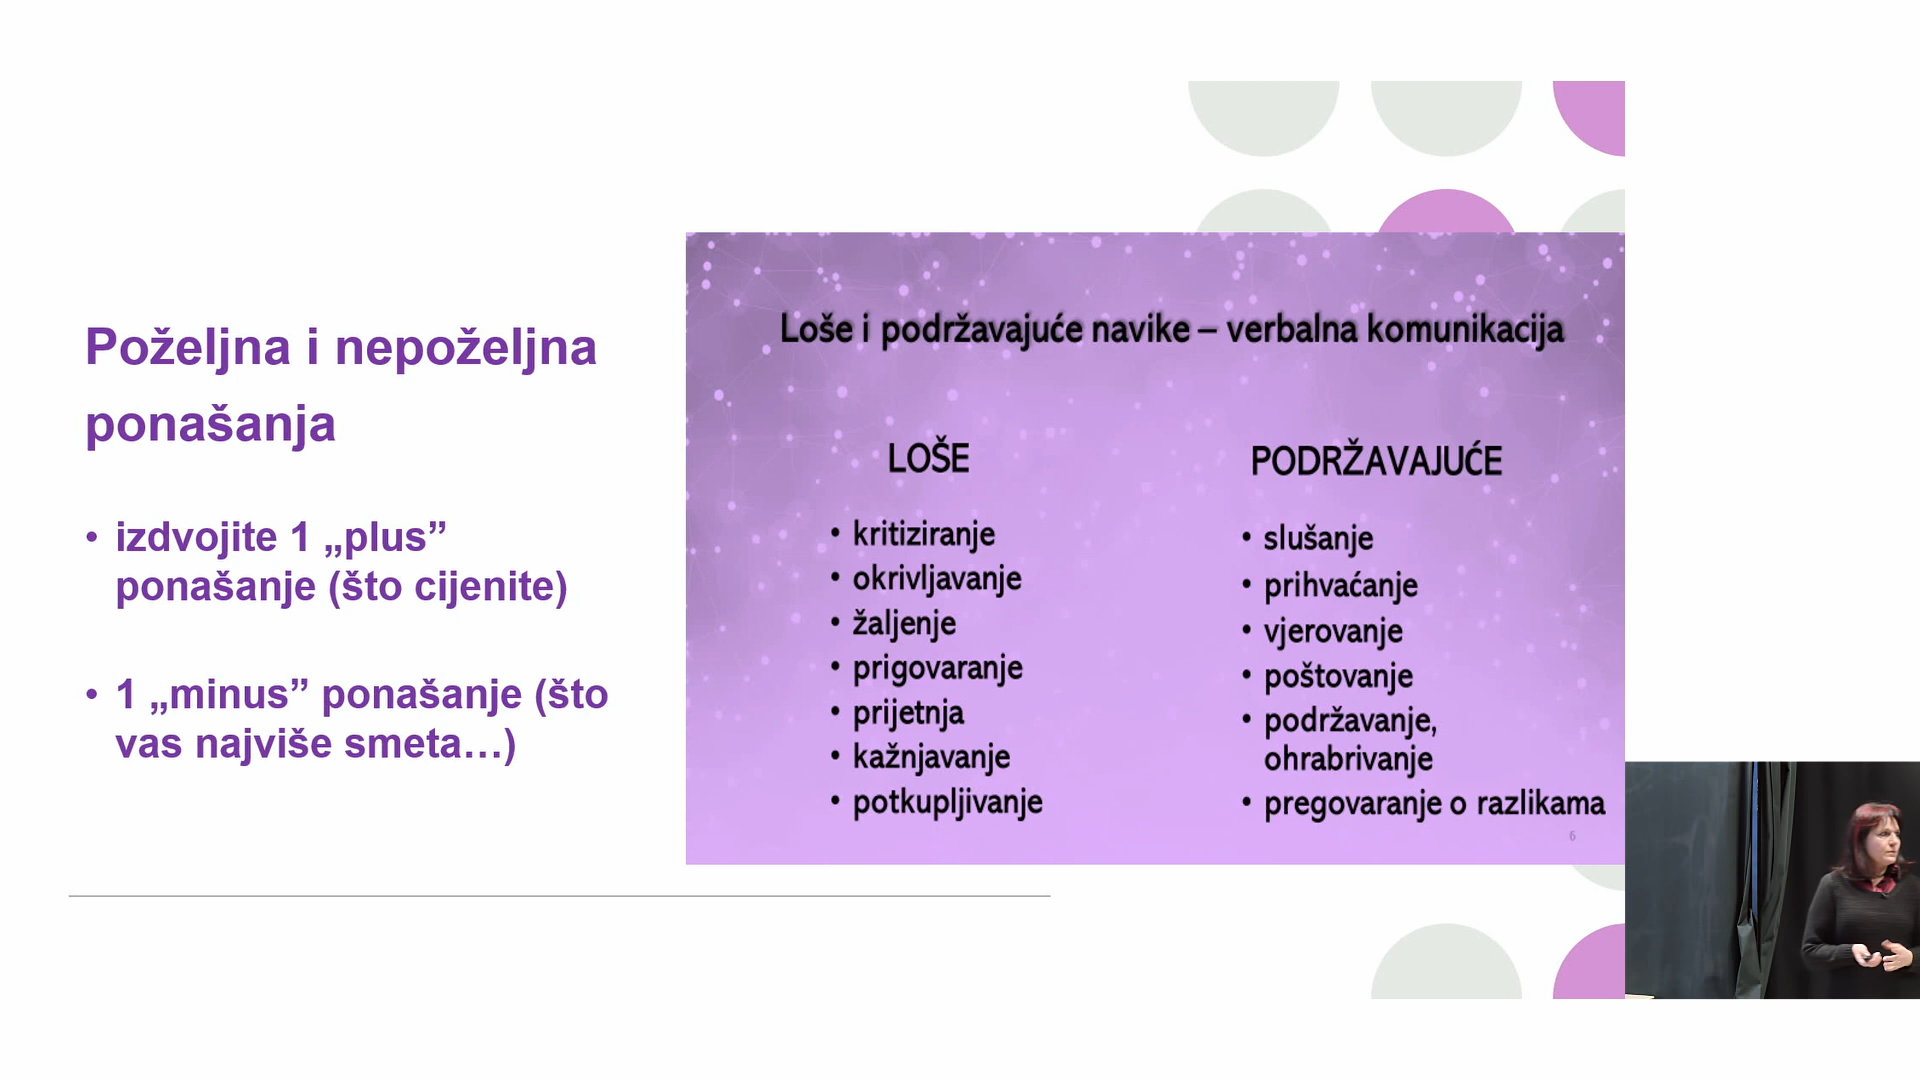 Poželjna i nepoželjna
ponašanja
• izdvojite 1 „plus”
ponašanje (što cijenite)
• 1 „minus” ponašanje (što
vas najviše smeta…)
Loše i podržavajuće navike – verbalna komunikacija
LOŠE
• kritiziranje
• okrivljavanje
• žaljenje
• prigovaranje
• prijetnja
• kažnjavanje
• potkupljivanje
PODRŽAVAJUĆE
• slušanje
• prihvaćanje
• vjerovanje
• poštovanje
• podržavanje,
ohrabrivanje
• pregovaranje o razlikama
6